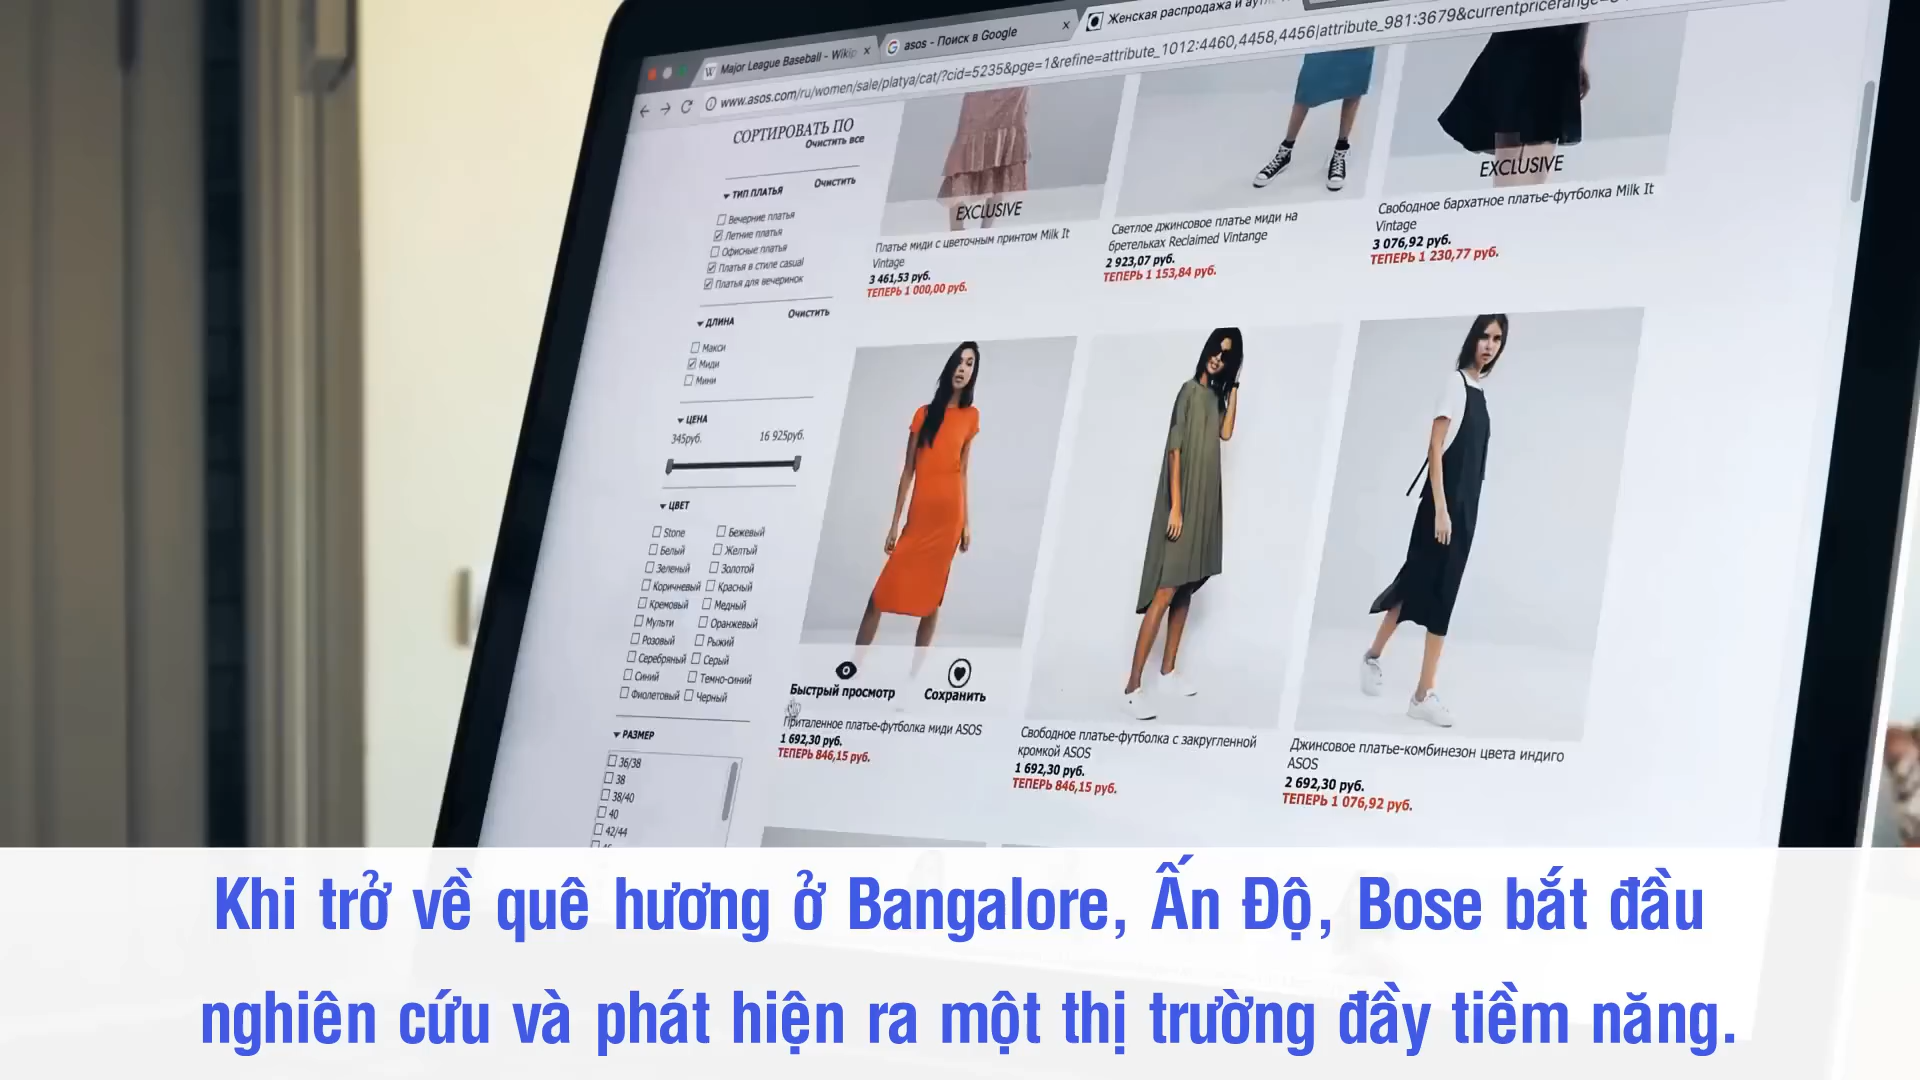 Major League Baseball - Wikip
asos - Поиск в Google
Женская распродажа и
www.asos.com/ru/women/sale/platya/cat/?cid=5235&pge=1&refine=attribute_1012:4460,4458,4456|attribute_981:3679&currentpricerange=
СОРТИРОВАТЬ ПО
Очистить все
ТИП ПЛАТЬЯ Очистить
Вечерние платья
Летние платья
Офисные платья
Платья в стиле casual
Платья для вечеринок
ДЛИНА Очистить
Макси
Миди
Мини
ЦЕНА
345руб. 16 925руб.
ЦВЕТ
Stone Бежевый
Белый Желтый
Зеленый Золотой
Коричневый Красный
Кремовый Медный
Мульти Оранжевый
Розовый Рыжий
Серебряный Серый
Синий Темно-синий
Фиолетовый Черный
РАЗМЕР
36/38
38
38/40
40
42/44
EXCLUSIVE
Платье миди с цветочным принтом Milk It
Vintage
3 461,53 руб.
ТЕПЕРЬ 1 000,00 руб.
Светлое джинсовое платье миди на
бретельках Reclaimed Vintange
2 923,07 руб.
ТЕПЕРЬ 1 153,84 руб.
EXCLUSIVE
Свободное бархатное платье-футболка Milk It
Vintage
3 076,92 руб.
ТЕПЕРЬ 1 230,77 руб.
Быстрый просмотр Сохранить
Приталенное платье-футболка миди ASOS
1 692,30 руб.
ТЕПЕРЬ 846,15 руб.
Свободное платье-футболка с закругленной
кромкой ASOS
1 692,30 руб.
ТЕПЕРЬ 846,15 руб.
Джинсовое платье-комбинезон цвета индиго
ASOS
2 692,30 руб.
ТЕПЕРЬ 1 076,92 руб.
Khi trở về quê hương ở Bangalore, Ấn Độ, Bose bắt đầu
nghiên cứu và phát hiện ra một thị trường đầy tiềm năng.